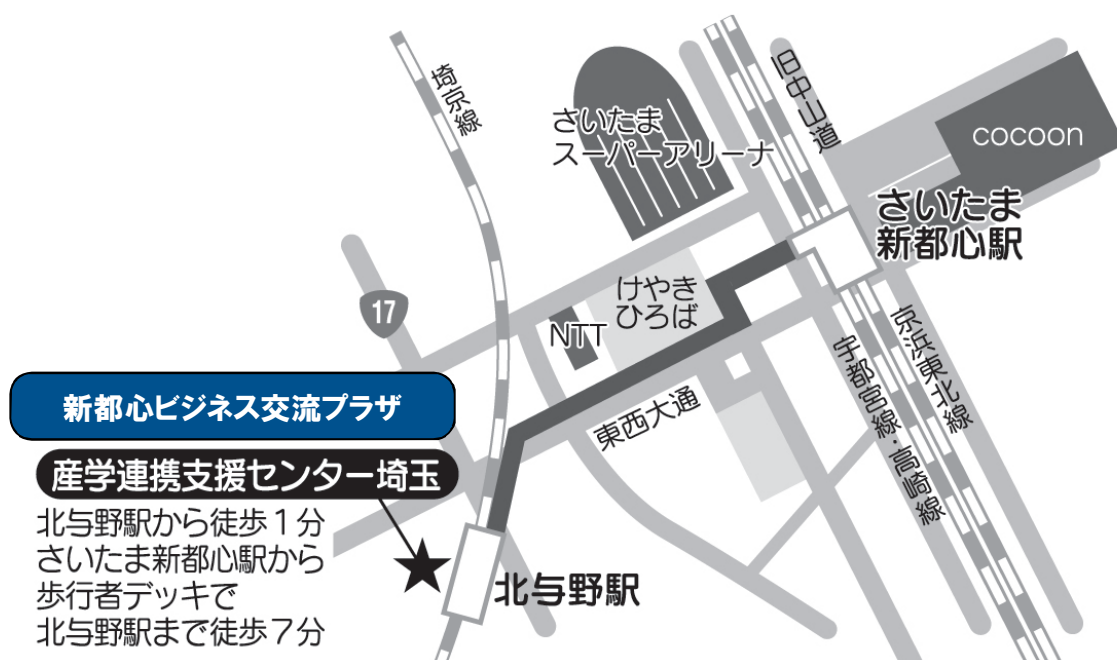 埼京線
さいたま
スーパーアリーナ
旧中山道
cocoon
さいたま
新都心駅
けやき
ひろば
NTT
17
京浜東北線
宇都宮線・高崎線
東西大通
新都心ビジネス交流プラザ
産学連携支援センター埼玉
北与野駅から徒歩1分
さいたま新都心駅から
歩行者デッキで
北与野駅まで徒歩7分
北与野駅